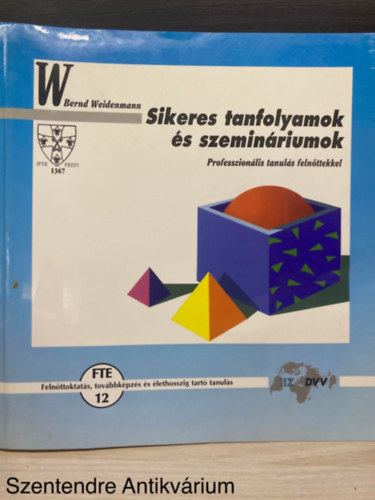 W
Bernd Weidenmann
Sikeres tanfolyamok
és szemináriumok
Professzionális tanulás felnőttekkel
1367
FTE
Felnőttoktatás, továbbképzés és élethosszig tartó tanulás
12
IZ DVV
Szentendre Antikvárium